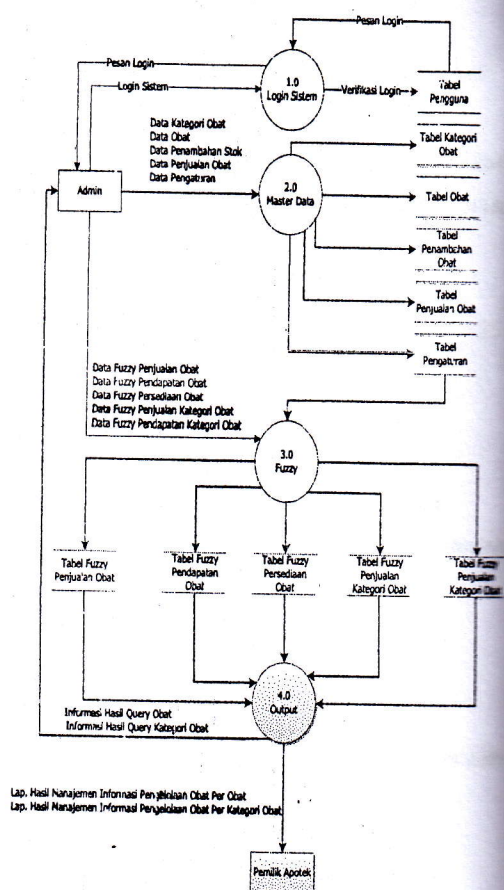 Pesan Login
Pesan Login
Login Sistem
1.0
Login Sistem
Verifikasi Login
Tabel
Pengguna
Data Kategori Obat
Data Obat
Data Penambahan Stok
Data Penjualan Obat
Data Pengaturan
Admin
2.0
Master Data
Tabel Kategori
Obat
Tabel Obat
Tabel
Penambahan
Obat
Tabel
Penjualan Obat
Tabel
Pengaturan
Data Fuzzy Penjualan Obat
Data Fuzzy Pendapatan Obat
Data Fuzzy Persediaan Obat
Data Fuzzy Penjualan Kategori Obat
Data Fuzzy Pendapatan Kategori Obat
3.0
Fuzzy
Tabel Fuzzy
Penjualan Obat
Tabel Fuzzy
Pendapatan
Obat
Tabel Fuzzy
Persediaan
Obat
Tabel Fuzzy
Penjualan
Kategori Obat
Tabel Fuzzy
Penjualan
Kategori Obat
4.0
Output
Informasi Hasil Query Obat
Informasi Hasil Query Kategori Obat
Lap. Hasil Manajemen Informasi Pengelolaan Obat Per Obat
Lap. Hasil Manajemen Informasi Pengelolaan Obat Per Kategori Obat
Pemilik Apotek